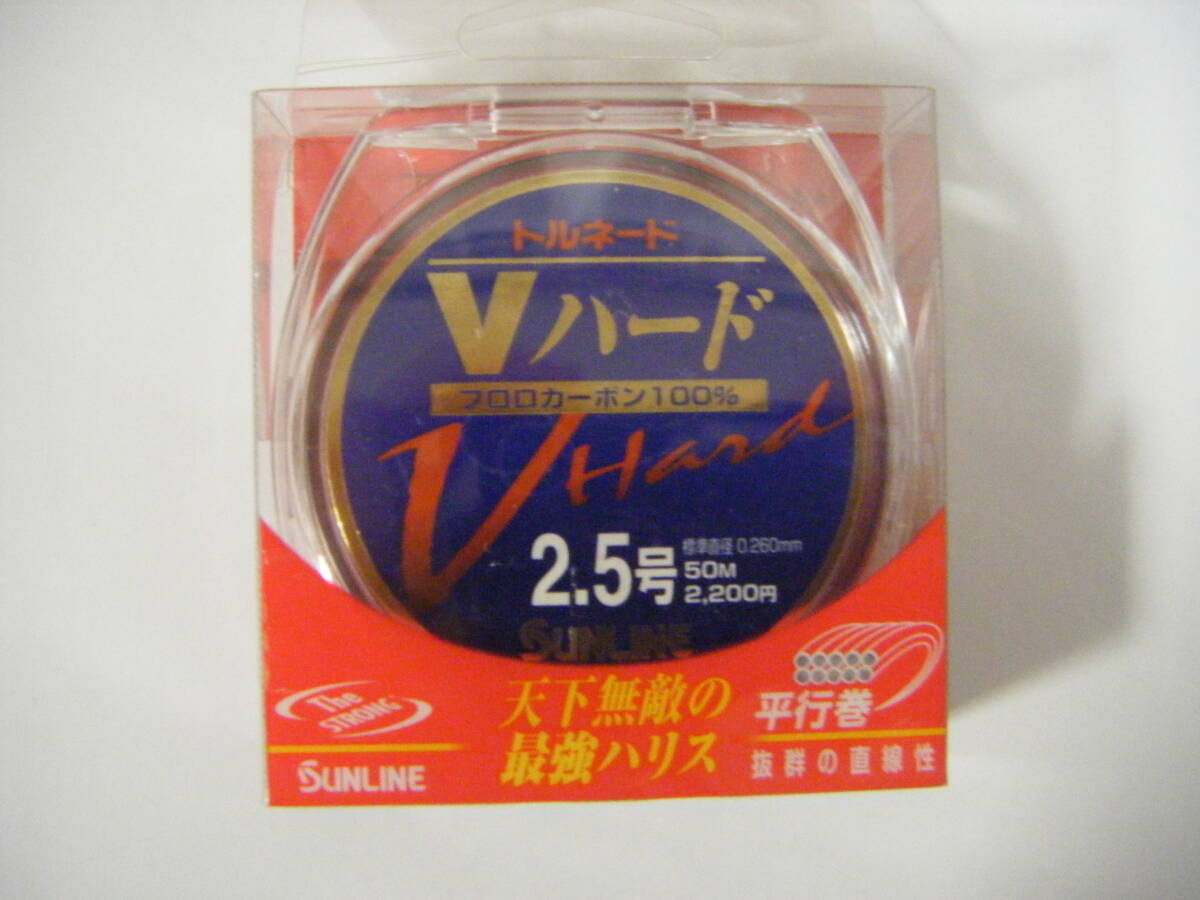 トルネード
Vハード
フロロカーボン100%
V Hard
2.5号
標準直径 0.260mm
50M
2,200円
SUNLINE
The STRONG
SUNLINE
天下無敵の
最強ハリス
平行巻
抜群の直線性